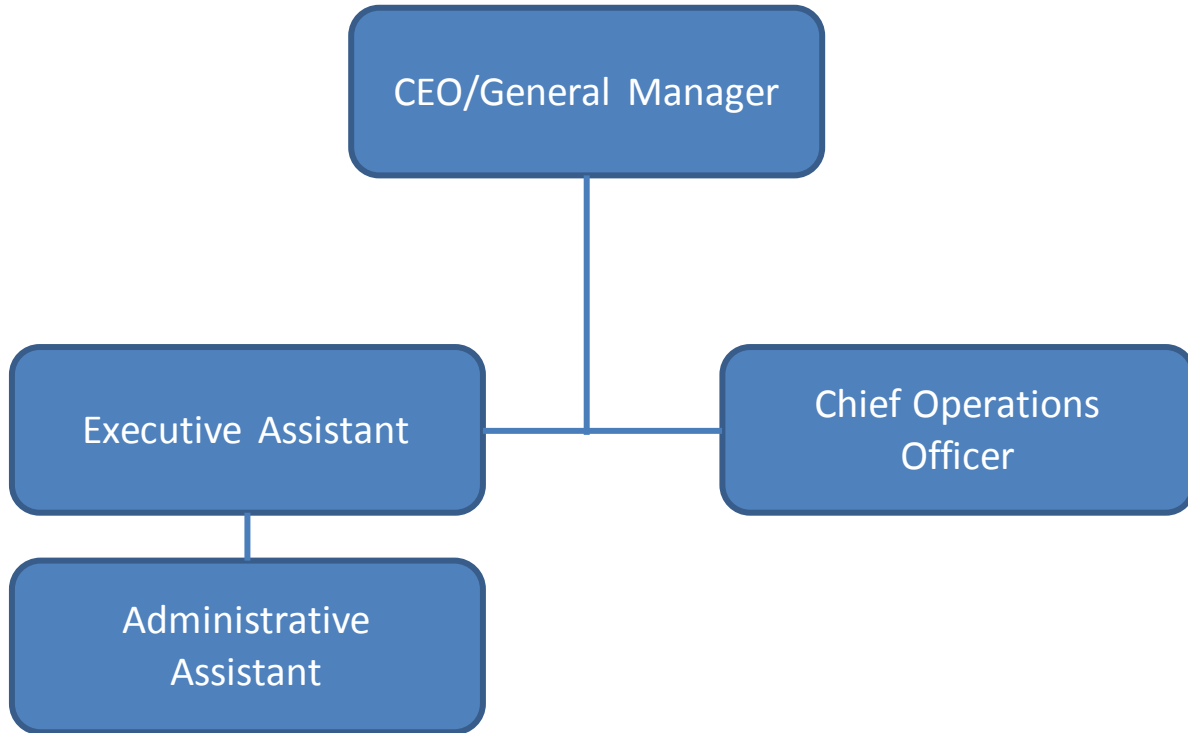 CEO/General Manager
Executive Assistant
Chief Operations
Officer
Administrative
Assistant